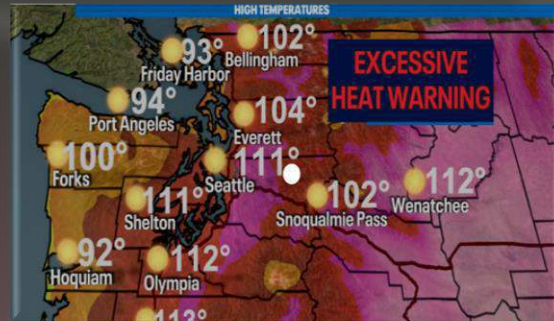 HIGH TEMPERATURES
102°
Bellingham
93°
Friday Harbor
EXCESSIVE
HEAT WARNING
94°
Port Angeles
104°
Everett
100°
Forks
111°
Seattle
111°
Shelton
102°
Snoqualmie Pass
112°
Wenatchee
92°
Hoquiam
112°
Olympia
113°